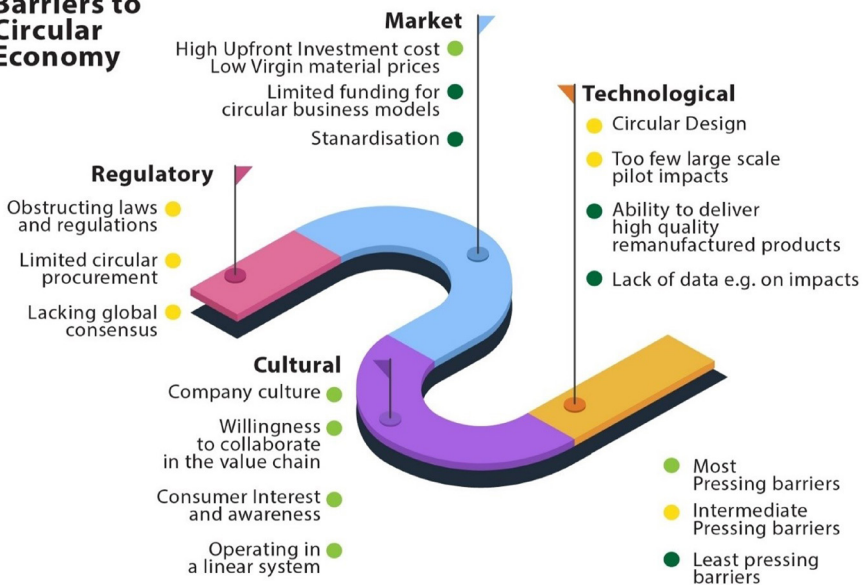 Barriers to
Circular
Economy
Market
High Upfront Investment cost
Low Virgin material prices
Limited funding for
circular business models
Stanardisation
Technological
Circular Design
Too few large scale
pilot impacts
Ability to deliver
high quality
remanufactured products
Lack of data e.g. on impacts
Regulatory
Obstructing laws
and regulations
Limited circular
procurement
Lacking global
consensus
Cultural
Company culture
Willingness
to collaborate
in the value chain
Consumer Interest
and awareness
Operating in
a linear system
Most
Pressing barriers
Intermediate
Pressing barriers
Least pressing
barriers